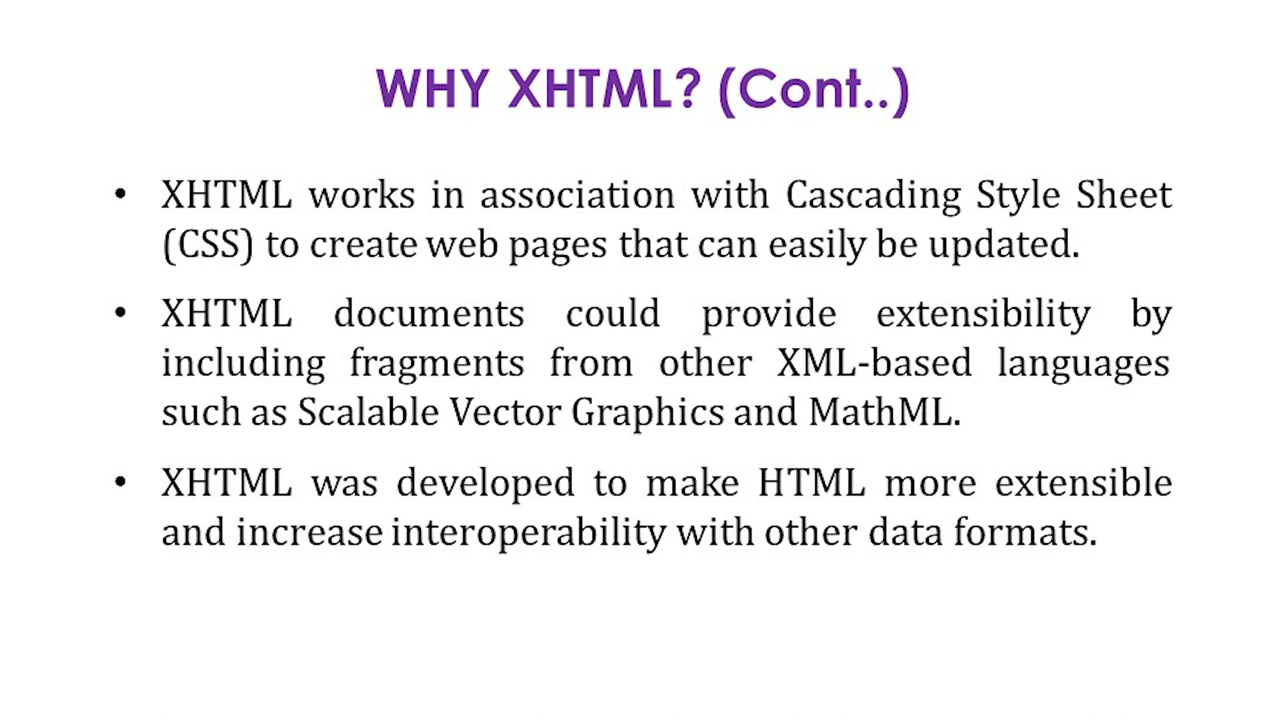 WHY XHTML? (Cont..)
• XHTML works in association with Cascading Style Sheet
(CSS) to create web pages that can easily be updated.
• XHTML documents could provide extensibility by
including fragments from other XML-based languages
such as Scalable Vector Graphics and MathML.
• XHTML was developed to make HTML more extensible
and increase interoperability with other data formats.